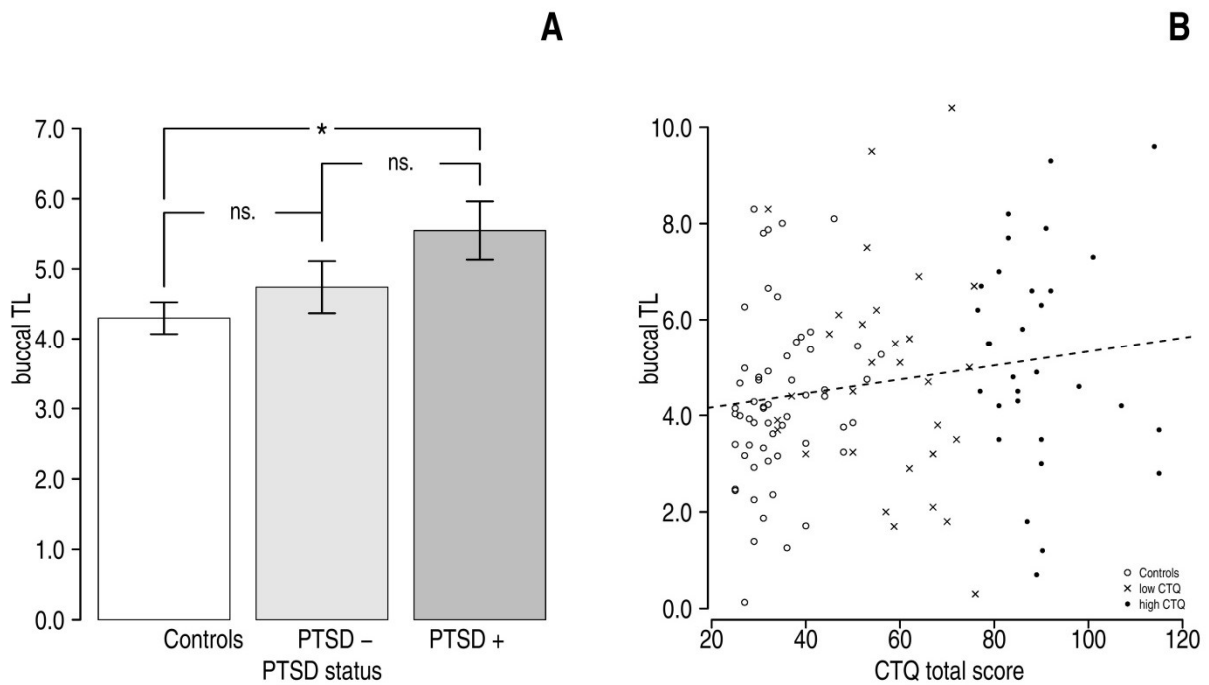 A
7.0
6.0
5.0
4.0
3.0
2.0
1.0
0.0
buccal TL
*
ns.
ns.
Controls PTSD – PTSD +
PTSD status
B
10.0
8.0
6.0
4.0
2.0
0.0
buccal TL
Controls
low CTQ
high CTQ
20 40 60 80 100 120
CTQ total score